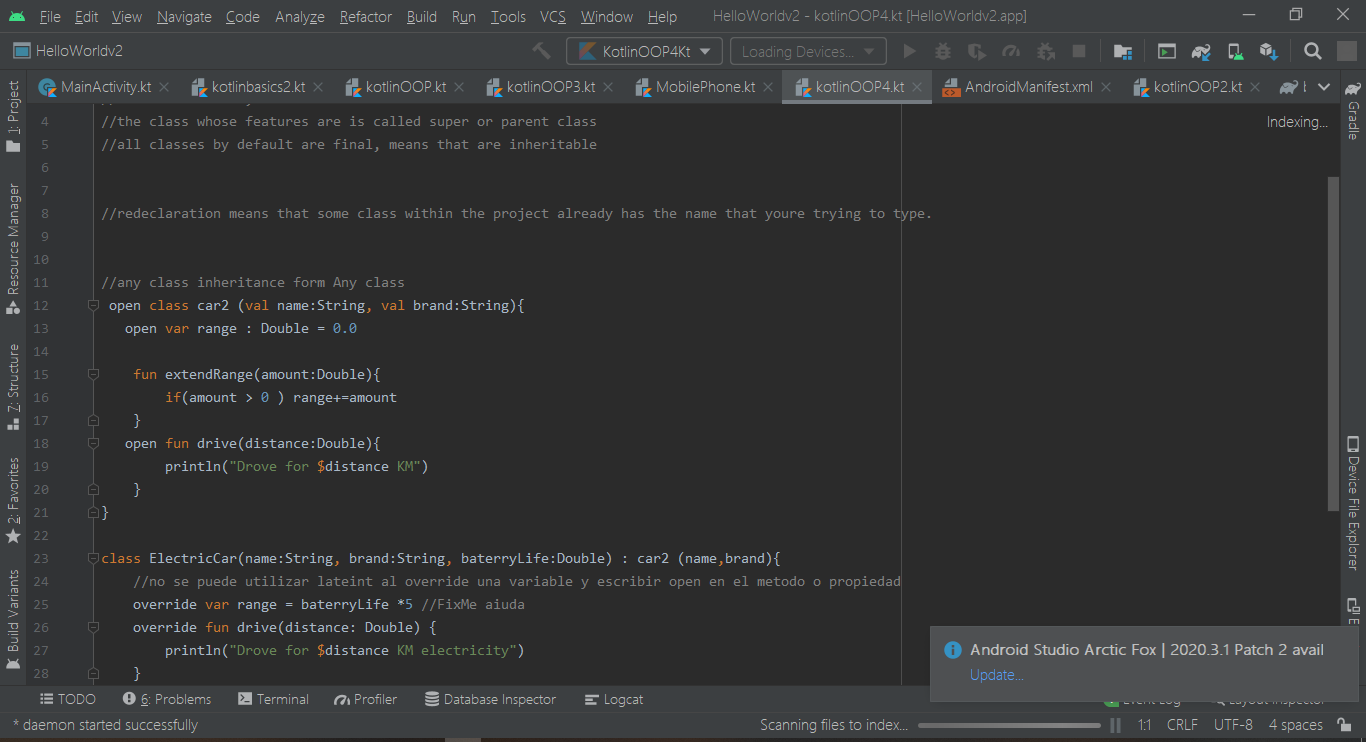 File Edit View Navigate Code Analyze Refactor Build Run Tools VCS Window Help HelloWorldv2 - kotlinOOP4.kt [HelloWorldv2.app]
HelloWorldv2 KotlinOOP4Kt Loading Devices...
MainActivity.kt kotlinbasics2.kt kotlinOOP.kt kotlinOOP3.kt MobilePhone.kt kotlinOOP4.kt AndroidManifest.xml kotlinOOP2.kt
1: Project
Resource Manager
7: Structure
2: Favorites
Build Variants
Indexing...
4 //the class whose features are is called super or parent class
5 //all classes by default are final, means that are inheritable
6
7
8 //redeclaration means that some class within the project already has the name that youre trying to type.
9
10
11 //any class inheritance form Any class
12 open class car2 (val name:String, val brand:String){
13 open var range : Double = 0.0
14
15 fun extendRange(amount:Double){
16 if(amount > 0 ) range+=amount
17 }
18 open fun drive(distance:Double){
19 println("Drove for $distance KM")
20 }
21 }
22
23 class ElectricCar(name:String, brand:String, baterryLife:Double) : car2 (name,brand){
24 //no se puede utilizar lateint al override una variable y escribir open en el metodo o propiedad
25 override var range = baterryLife *5 //FixMe aiuda
26 override fun drive(distance: Double) {
27 println("Drove for $distance KM electricity")
28 }
Gradle
Device File Explorer
Android Studio Arctic Fox | 2020.3.1 Patch 2 avail
Update...
TODO 6: Problems Terminal Profiler Database Inspector Logcat Event Log Layout Inspector
* daemon started successfully Scanning files to index... 1:1 CRLF UTF-8 4 spaces